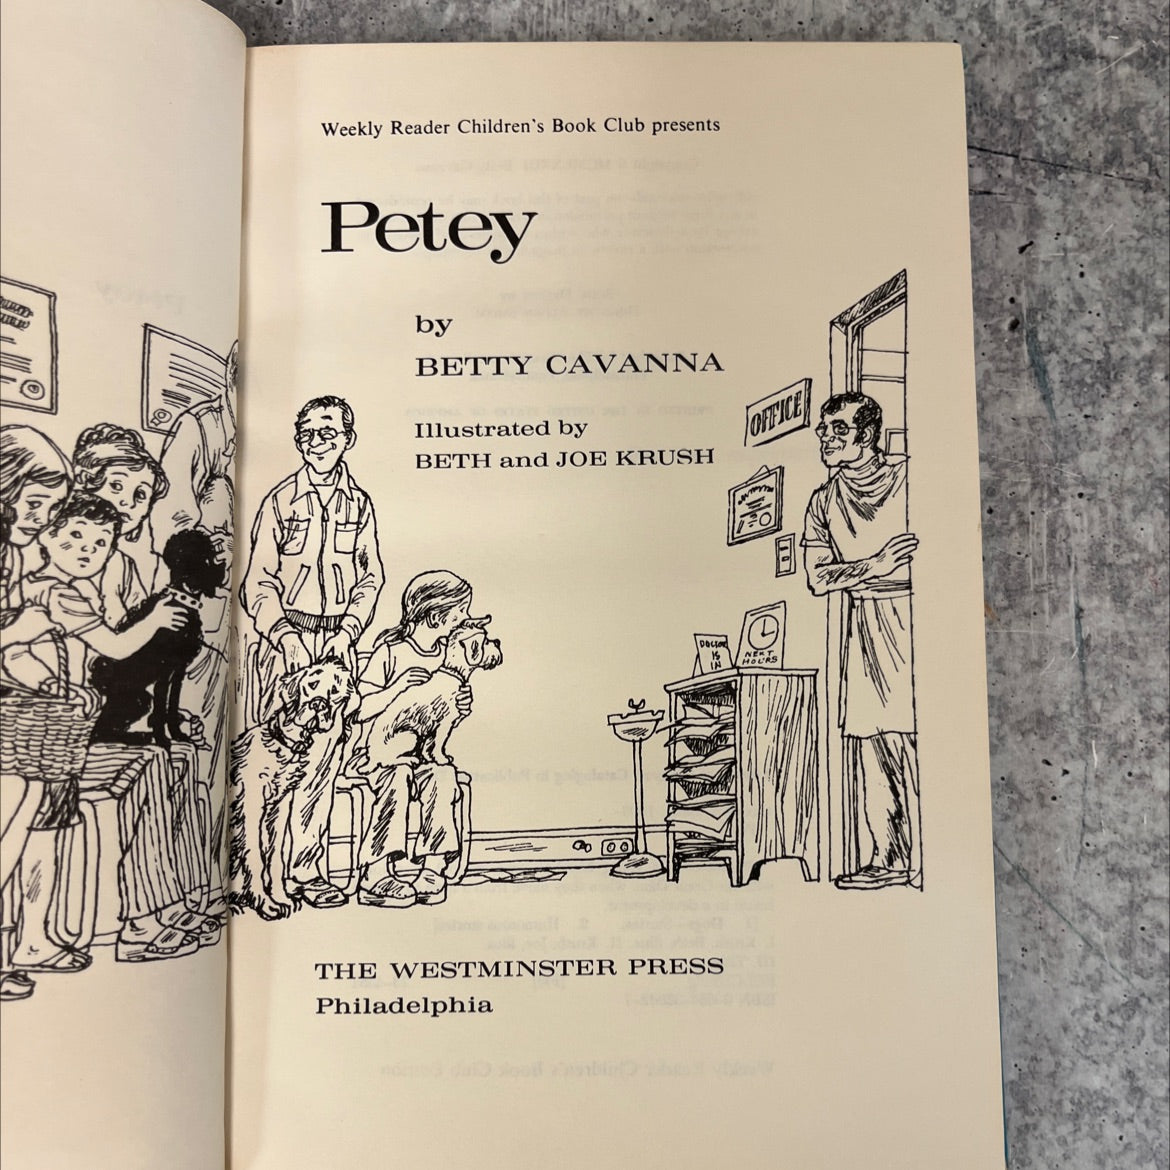 Weekly Reader Children's Book Club presents
Petey
by
BETTY CAVANNA
Illustrated by
BETH and JOE KRUSH
OFFICE
DOCTOR
IS
IN
NEXT
HOURS
THE WESTMINSTER PRESS
Philadelphia